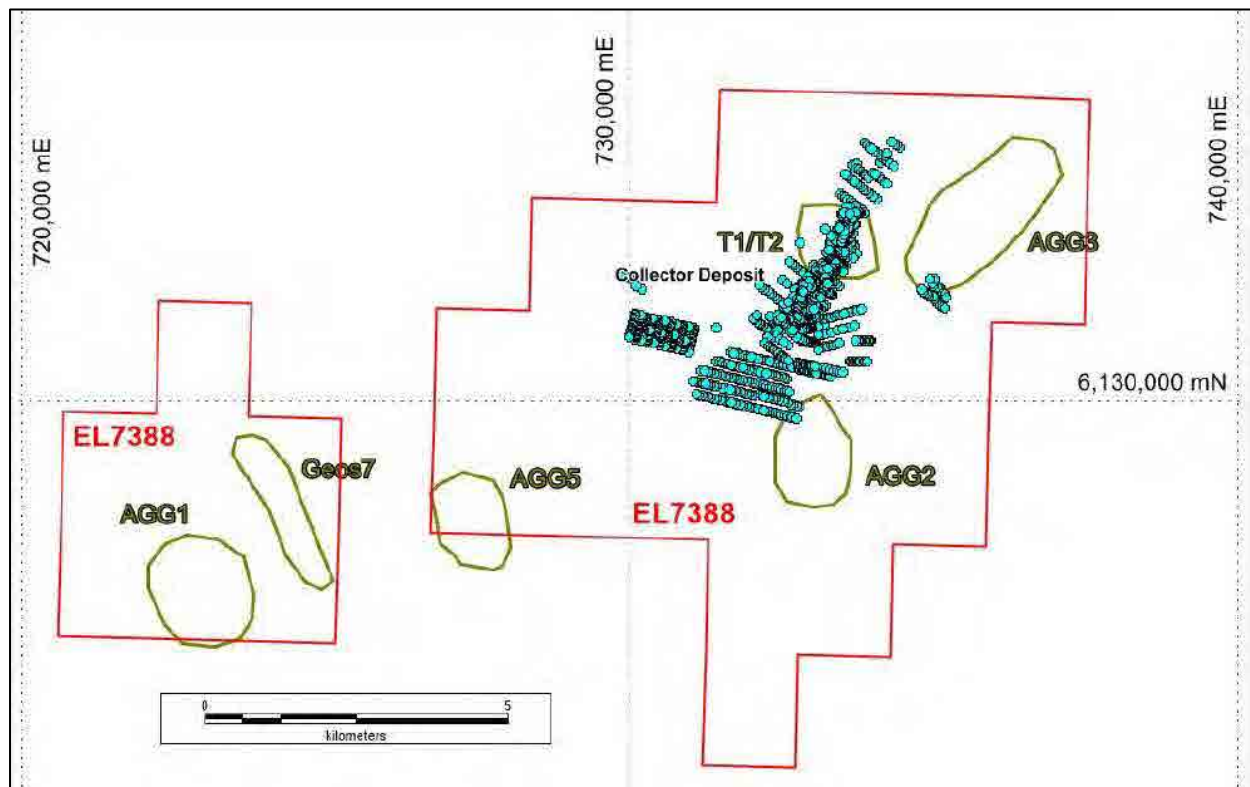 720,000 mE
730,000 mE
740,000 mE
T1/T2
AGG3
Collector Deposit
6,130,000 mN
EL7388
Geos7
AGG5
AGG2
AGG1
EL7388
0 5
kilometers